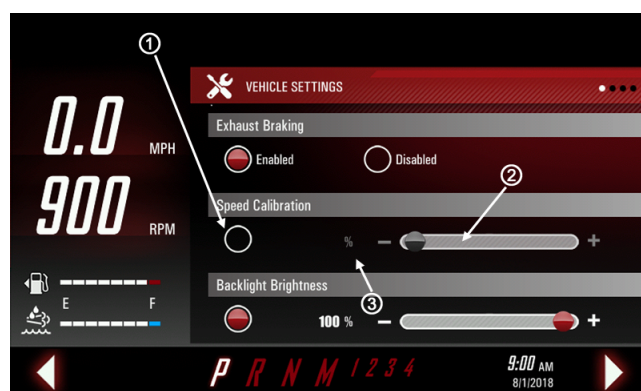 ①
VEHICLE SETTINGS
0.0 MPH
Exhaust Braking
Enabled Disabled
②
900 RPM
Speed Calibration
% − +
E F
Backlight Brightness
③
100 % − +
P R N M 1 2 3 4
9:00 AM
8/1/2018